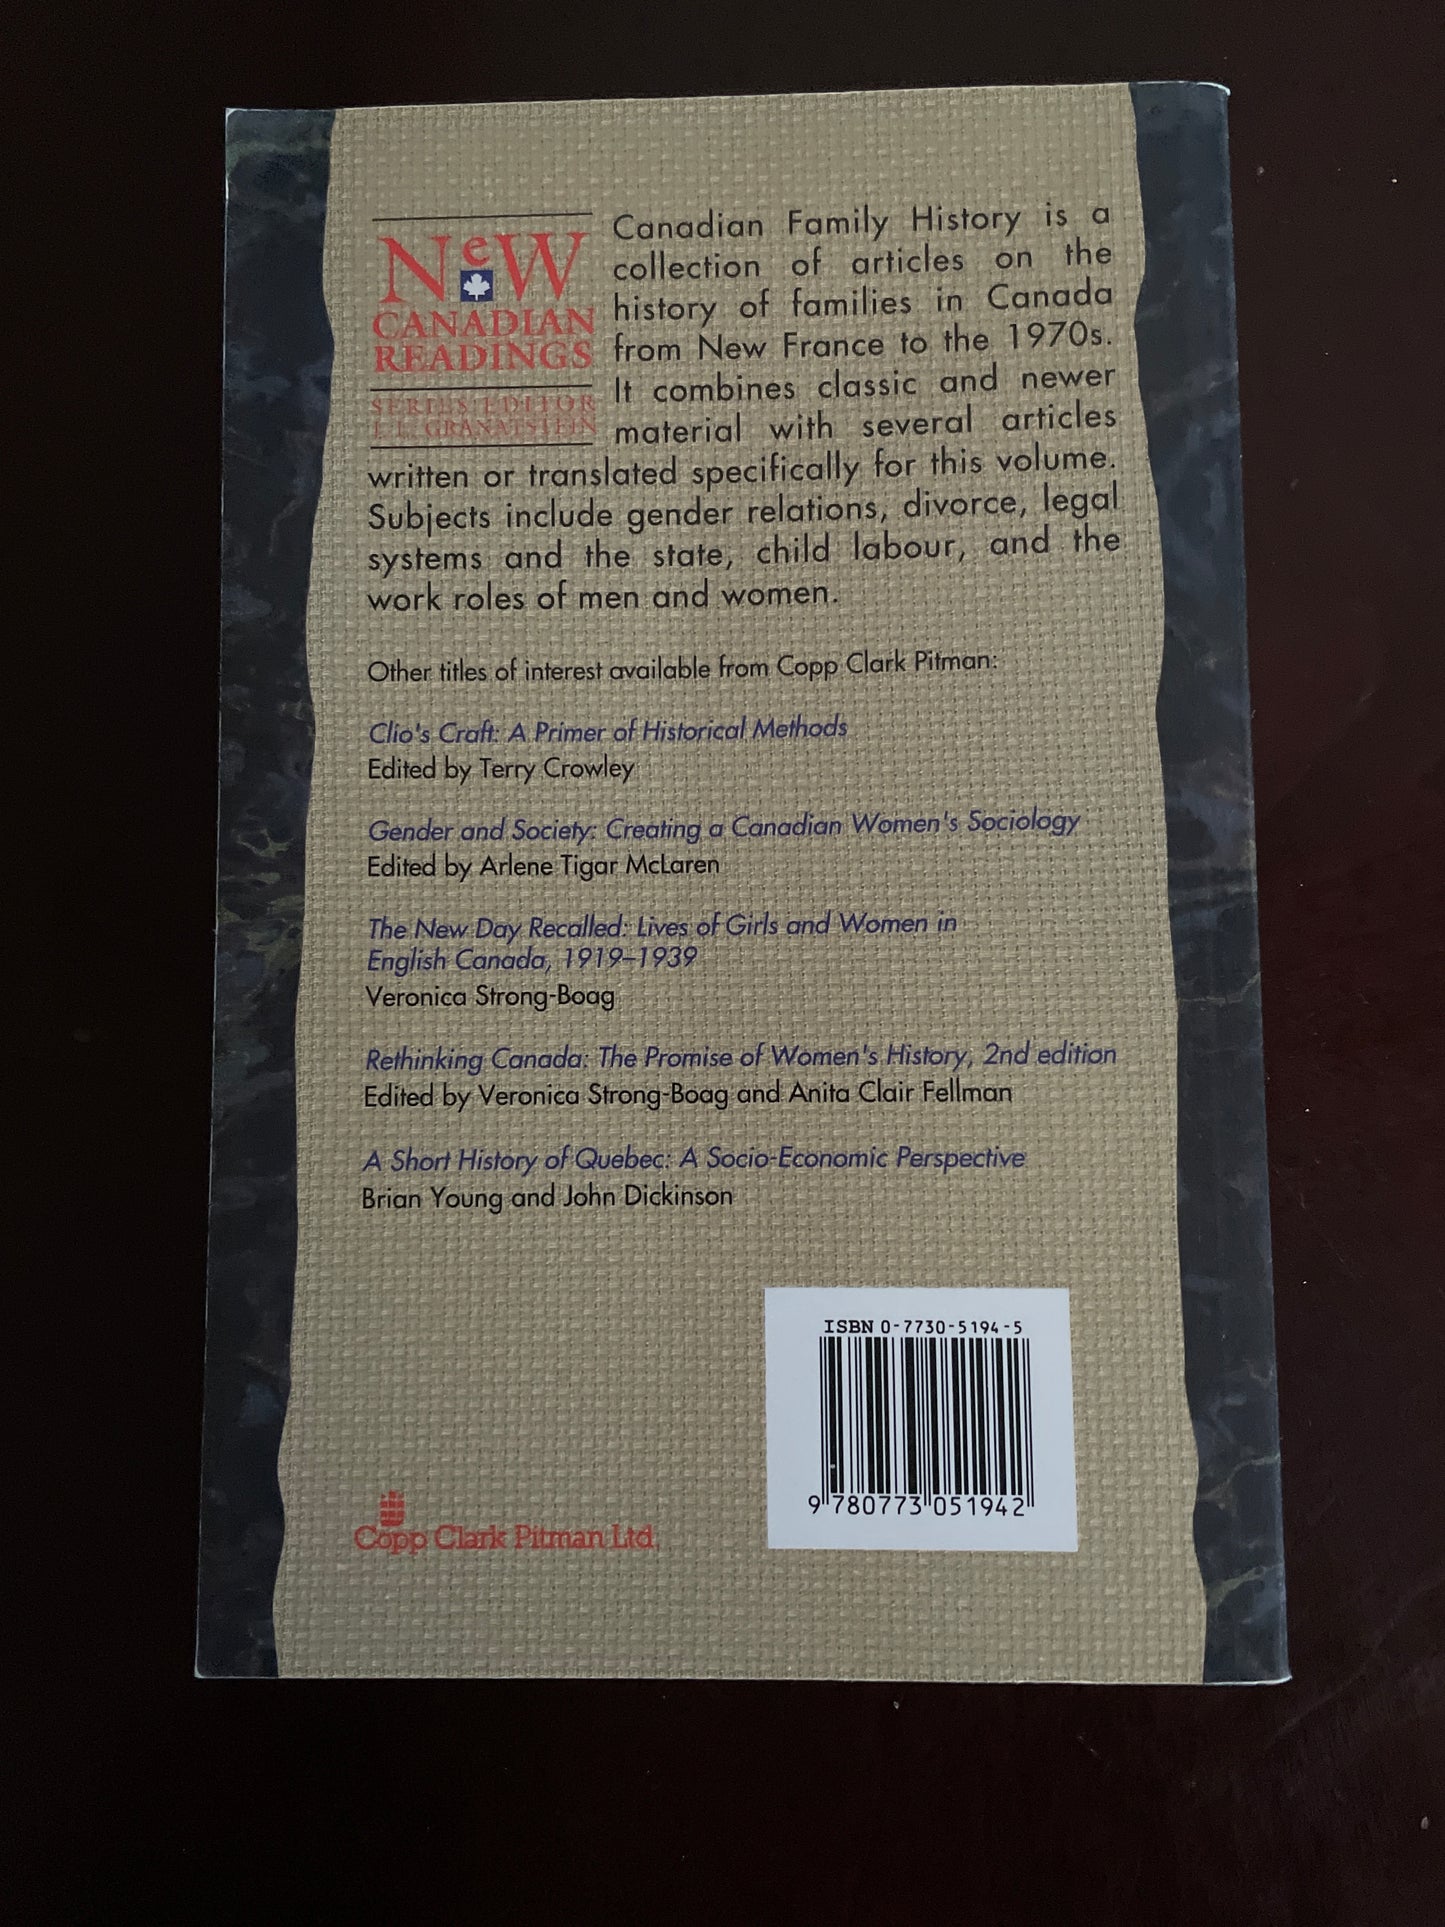 NeW
CANADIAN
READINGS
SERIES EDITOR
J. L. GRANATSTEIN
Canadian Family History is a
collection of articles on the
history of families in Canada
from New France to the 1970s.
It combines classic and newer
material with several articles
written or translated specifically for this volume.
Subjects include gender relations, divorce, legal
systems and the state, child labour, and the
work roles of men and women.
Other titles of interest available from Copp Clark Pitman:
Clio's Craft: A Primer of Historical Methods
Edited by Terry Crowley
Gender and Society: Creating a Canadian Women's Sociology
Edited by Arlene Tigar McLaren
The New Day Recalled: Lives of Girls and Women in
English Canada, 1919–1939
Veronica Strong-Boag
Rethinking Canada: The Promise of Women's History, 2nd edition
Edited by Veronica Strong-Boag and Anita Clair Fellman
A Short History of Quebec: A Socio-Economic Perspective
Brian Young and John Dickinson
ISBN 0-7730-5194-5
9 780773 051942
Copp Clark Pitman Ltd.